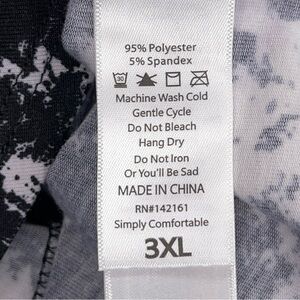 95% Polyester
5% Spandex
30
Machine Wash Cold
Gentle Cycle
Do Not Bleach
Hang Dry
Do Not Iron
Or You'll Be Sad
MADE IN CHINA
RN#142161
Simply Comfortable
3XL